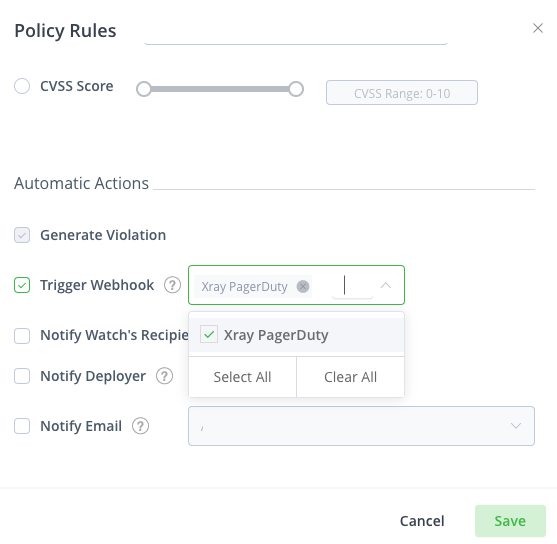 Policy Rules
CVSS Score
CVSS Range: 0-10
Automatic Actions
Generate Violation
Trigger Webhook ?
Xray PagerDuty
Xray PagerDuty
Notify Watch's
Select All Clear All
Notify Deployer ?
Notify Email ?
Cancel Save